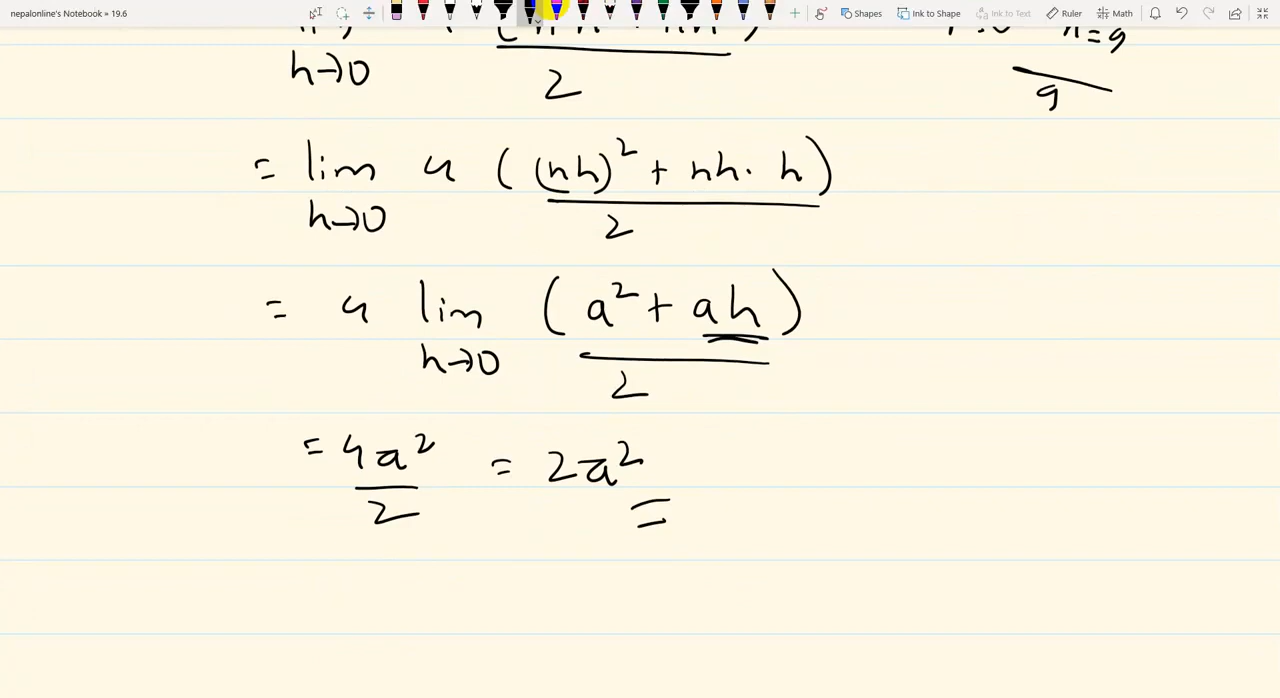 nepalonline's Notebook » 19.6 Shapes Ink to Shape Ink to Text Ruler Math
h→0 2 9
= lim 4 ((nh)² + nh. h)
h→0 2
= 4 lim (a² + ah)
h→0 2
= 4a² = 2a²
2